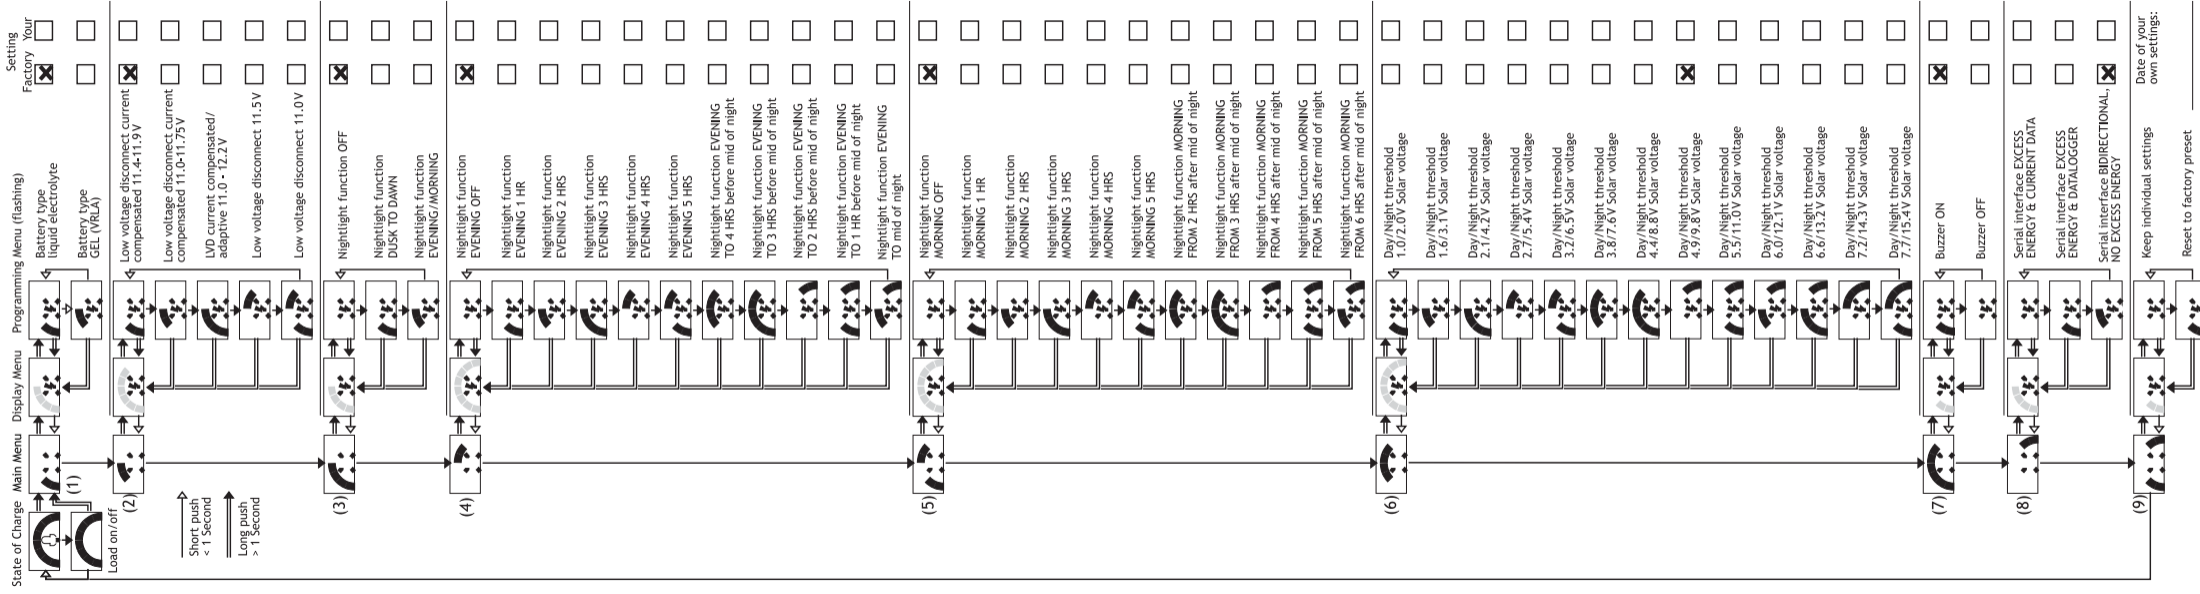 State of Charge
Main Menu
Display Menu
Programming Menu (flashing)
Setting
Factory
Your
Load on/off
Short push
< 1 Second
Long push
> 1 Second
(1)
Battery type
liquid electrolyte
Battery type
GEL (VRLA)
(2)
Low voltage disconnect current
compensated 11.4-11.9 V
Low voltage disconnect current
compensated 11.0-11.75 V
LVD current compensated/
adaptive 11.0 - 12.2 V
Low voltage disconnect 11.5 V
Low voltage disconnect 11.0 V
(3)
Nightlight function OFF
Nightlight function
DUSK TO DAWN
Nightlight function
EVENING/MORNING
(4)
Nightlight function
EVENING OFF
Nightlight function
EVENING 1 HR
Nightlight function
EVENING 2 HRS
Nightlight function
EVENING 3 HRS
Nightlight function
EVENING 4 HRS
Nightlight function
EVENING 5 HRS
Nightlight function EVENING
TO 4 HRS before mid of night
Nightlight function EVENING
TO 3 HRS before mid of night
Nightlight function EVENING
TO 2 HRS before mid of night
Nightlight function EVENING
TO 1 HR before mid of night
Nightlight function EVENING
TO mid of night
(5)
Nightlight function
MORNING OFF
Nightlight function
MORNING 1 HR
Nightlight function
MORNING 2 HRS
Nightlight function
MORNING 3 HRS
Nightlight function
MORNING 4 HRS
Nightlight function
MORNING 5 HRS
Nightlight function MORNING
FROM 2 HRS after mid of night
Nightlight function MORNING
FROM 3 HRS after mid of night
Nightlight function MORNING
FROM 4 HRS after mid of night
Nightlight function MORNING
FROM 5 HRS after mid of night
Nightlight function MORNING
FROM 6 HRS after mid of night
(6)
Day/Night threshold
1.0/2.0 V Solar voltage
Day/Night threshold
1.6/3.1 V Solar voltage
Day/Night threshold
2.1/4.2 V Solar voltage
Day/Night threshold
2.7/5.4 V Solar voltage
Day/Night threshold
3.2/6.5 V Solar voltage
Day/Night threshold
3.8/7.6 V Solar voltage
Day/Night threshold
4.4/8.8 V Solar voltage
Day/Night threshold
4.9/9.8 V Solar voltage
Day/Night threshold
5.5/11.0 V Solar voltage
Day/Night threshold
6.0/12.1 V Solar voltage
Day/Night threshold
6.6/13.2 V Solar voltage
Day/Night threshold
7.2/14.3 V Solar voltage
Day/Night threshold
7.7/15.4 V Solar voltage
(7)
Buzzer ON
Buzzer OFF
(8)
Serial interface EXCESS
ENERGY & CURRENT DATA
Serial interface EXCESS
ENERGY & DATALOGGER
Serial interface BIDIRECTIONAL,
NO EXCESS ENERGY
(9)
Keep individual settings
Reset to factory preset
Date of your
own settings: